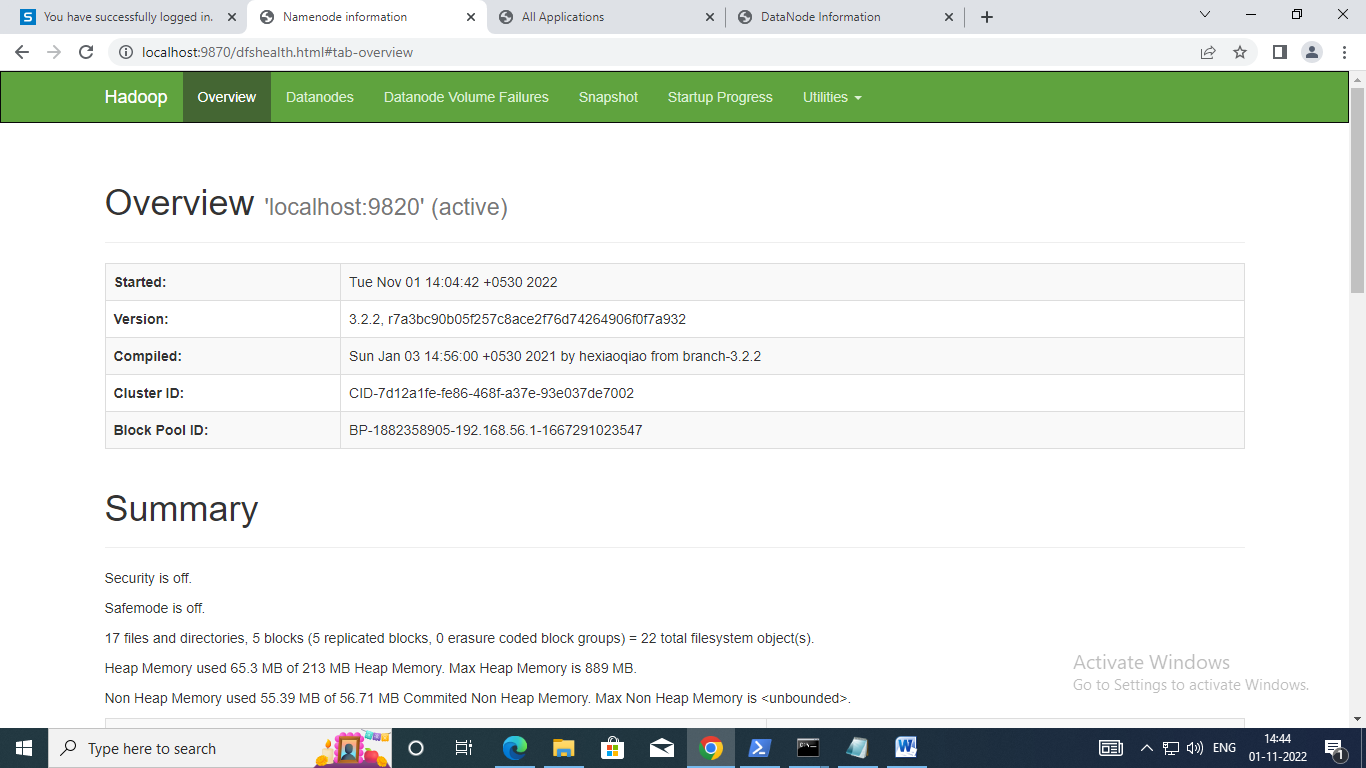 You have successfully logged in. Namenode information All Applications DataNode Information
localhost:9870/dfshealth.html#tab-overview
Hadoop Overview Datanodes Datanode Volume Failures Snapshot Startup Progress Utilities
Overview 'localhost:9820' (active)
Started: Tue Nov 01 14:04:42 +0530 2022
Version: 3.2.2, r7a3bc90b05f257c8ace2f76d74264906f0f7a932
Compiled: Sun Jan 03 14:56:00 +0530 2021 by hexiaoqiao from branch-3.2.2
Cluster ID: CID-7d12a1fe-fe86-468f-a37e-93e037de7002
Block Pool ID: BP-1882358905-192.168.56.1-1667291023547
Summary
Security is off.
Safemode is off.
17 files and directories, 5 blocks (5 replicated blocks, 0 erasure coded block groups) = 22 total filesystem object(s).
Heap Memory used 65.3 MB of 213 MB Heap Memory. Max Heap Memory is 889 MB.
Non Heap Memory used 55.39 MB of 56.71 MB Commited Non Heap Memory. Max Non Heap Memory is <unbounded>.
Activate Windows
Go to Settings to activate Windows.
Type here to search
ENG
14:44
01-11-2022
1